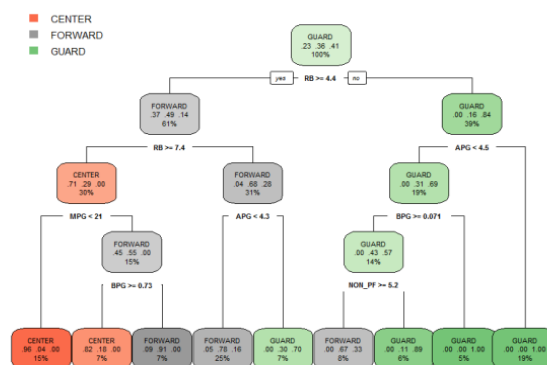 CENTER
FORWARD
GUARD
GUARD
.23 .36 .41
100%
yes RB >= 4.4 no
FORWARD
.37 .49 .14
61%
GUARD
.00 .16 .84
39%
RB >= 7.4
APG < 4.5
CENTER
.71 .29 .00
30%
FORWARD
.04 .68 .28
31%
GUARD
.00 .31 .69
19%
MPG < 21
APG < 4.3
BPG >= 0.071
FORWARD
.45 .55 .00
15%
GUARD
.00 .43 .57
14%
BPG >= 0.73
NON_PF >= 5.2
CENTER
.96 .04 .00
15%
CENTER
.82 .18 .00
7%
FORWARD
.09 .91 .00
7%
FORWARD
.05 .78 .16
25%
GUARD
.00 .30 .70
7%
FORWARD
.00 .67 .33
8%
GUARD
.00 .11 .89
6%
GUARD
.00 .00 1.00
5%
GUARD
.00 .00 1.00
19%